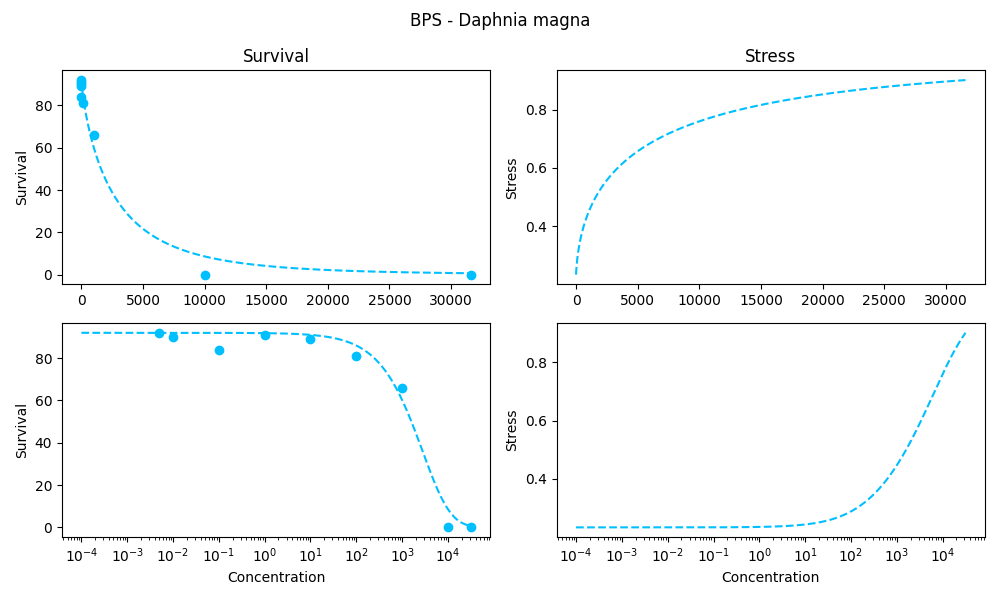 BPS - Daphnia magna
Survival
Stress
Survival
80
60
40
20
0
0 5000 10000 15000 20000 25000 30000
Stress
0.8
0.6
0.4
0 5000 10000 15000 20000 25000 30000
Survival
80
60
40
20
0
10⁻⁴ 10⁻³ 10⁻² 10⁻¹ 10⁰ 10¹ 10² 10³ 10⁴
Concentration
Stress
0.8
0.6
0.4
10⁻⁴ 10⁻³ 10⁻² 10⁻¹ 10⁰ 10¹ 10² 10³ 10⁴
Concentration